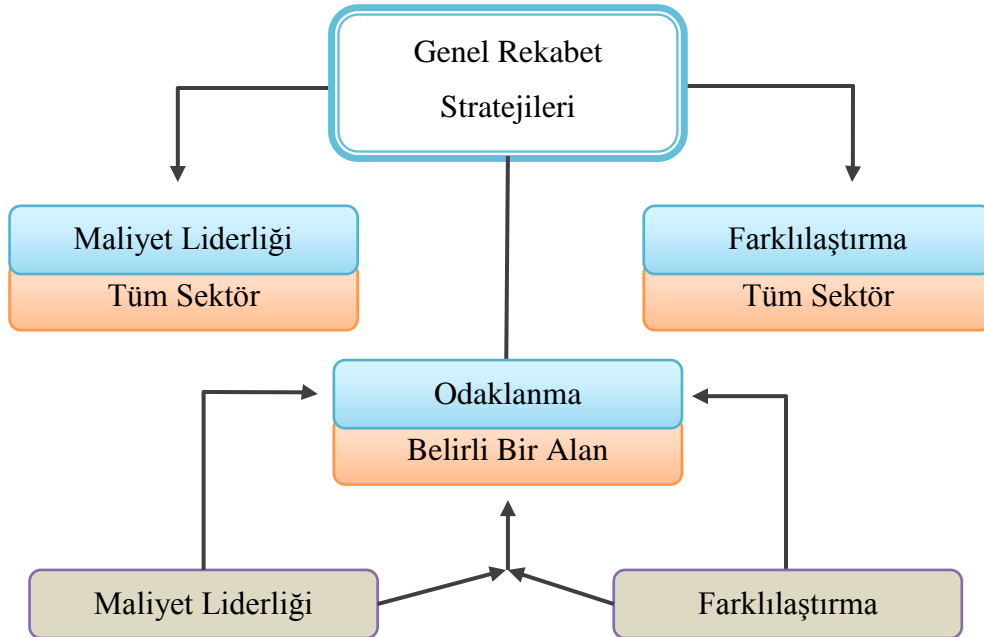 Genel Rekabet
Stratejileri
Maliyet Liderliği
Tüm Sektör
Farklılaştırma
Tüm Sektör
Odaklanma
Belirli Bir Alan
Maliyet Liderliği
Farklılaştırma